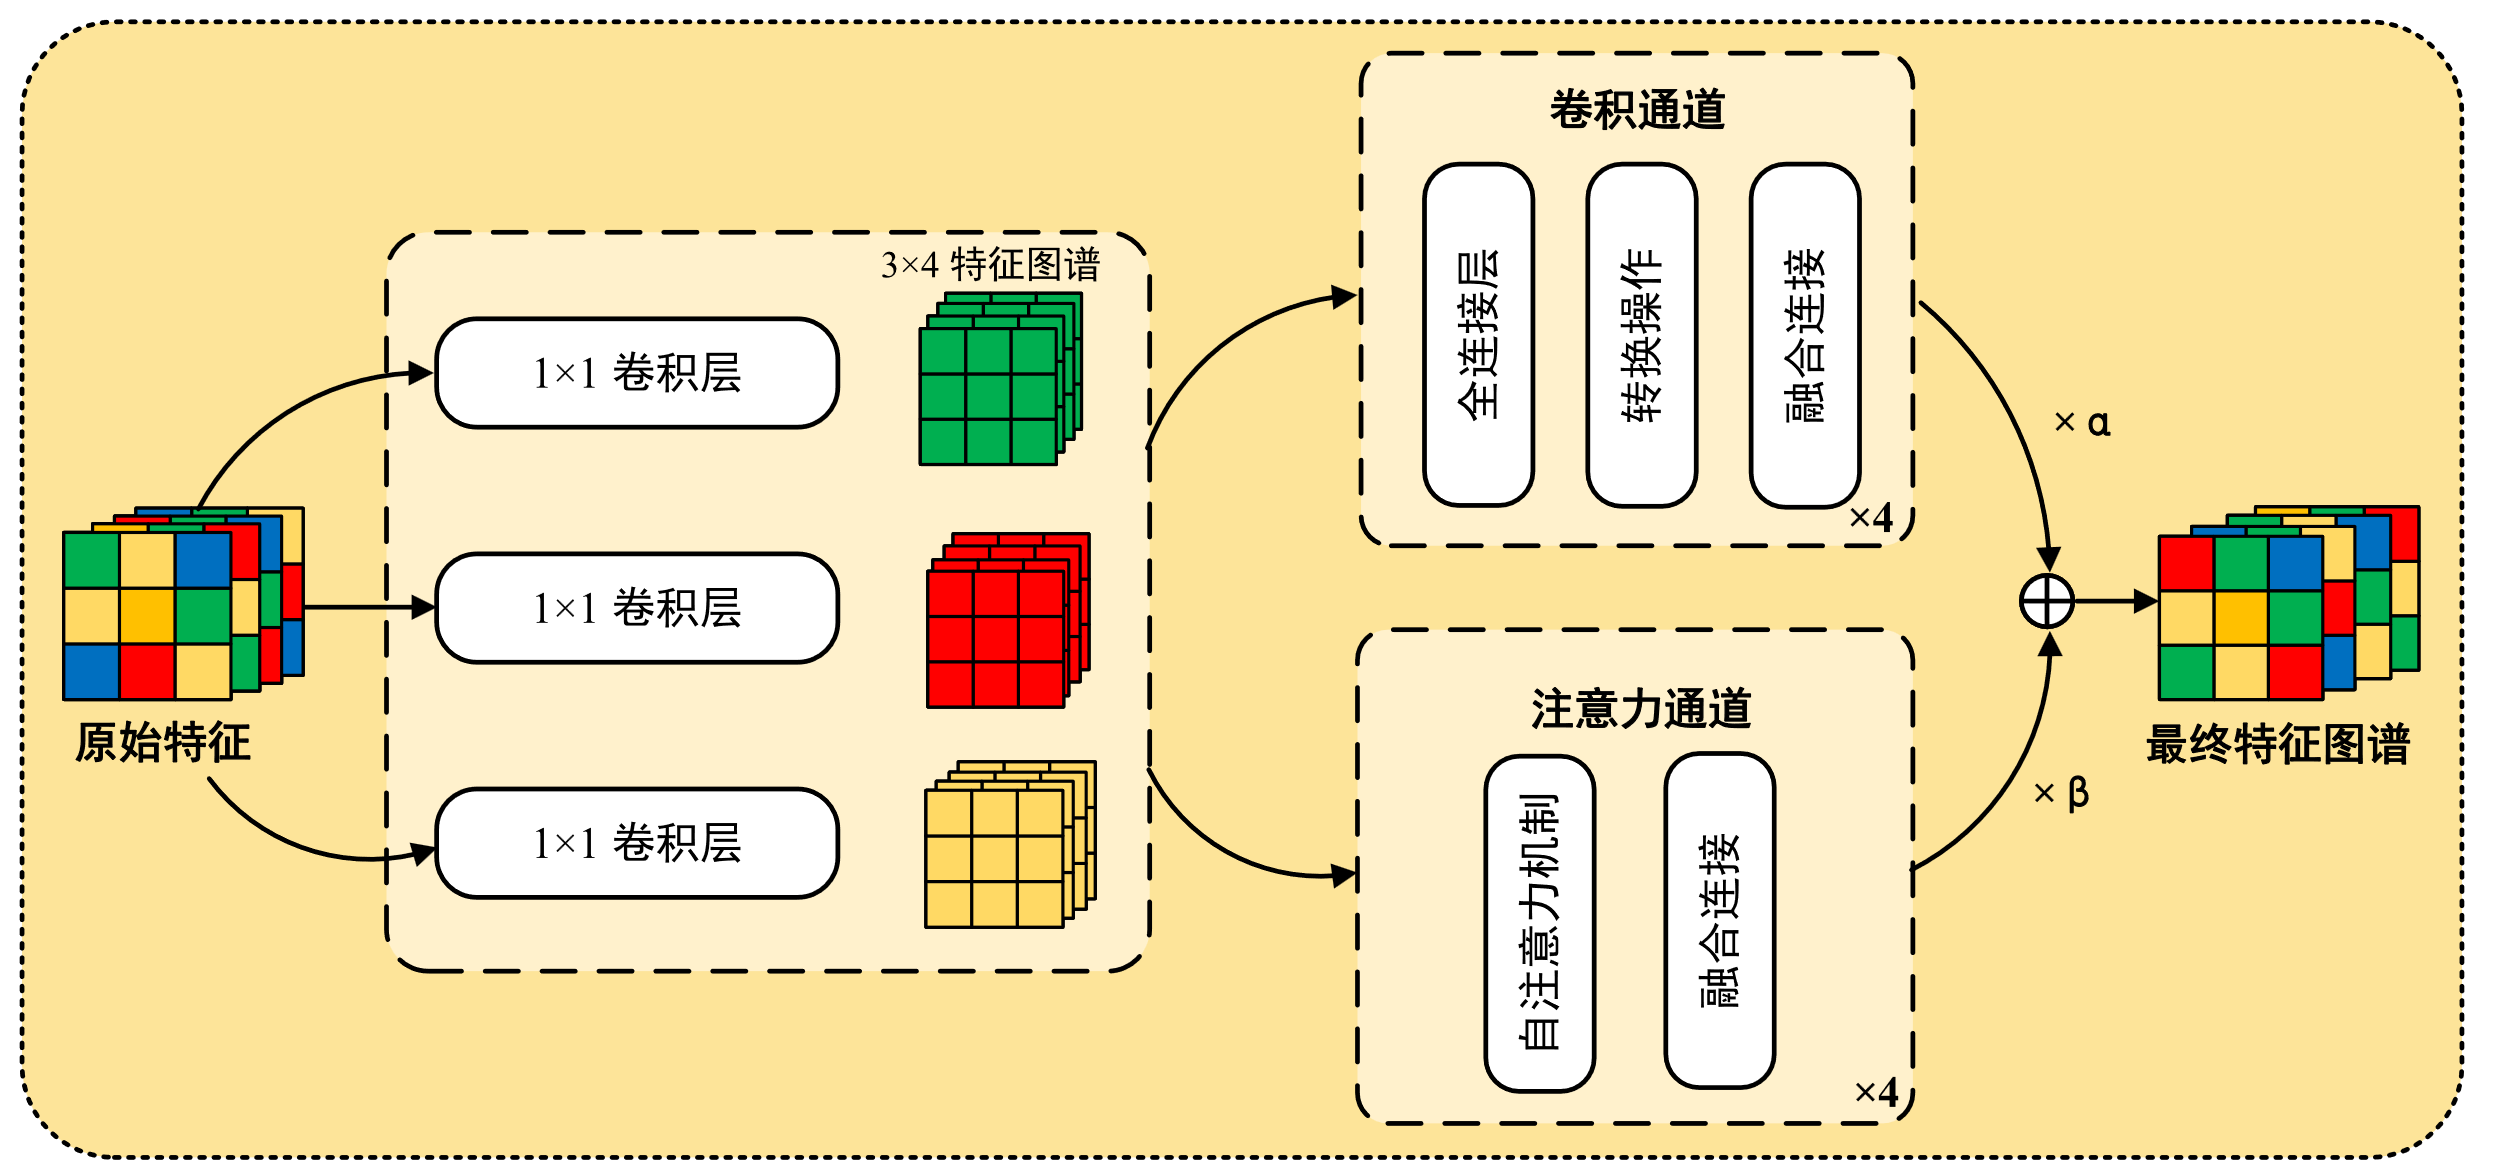 原始特征
3×4 特征图谱
1×1 卷积层
1×1 卷积层
1×1 卷积层
卷积通道
全连接层
转换操作
融合连接
×4
注意力通道
自注意力机制
融合连接
×4
× α
× β
最终特征图谱